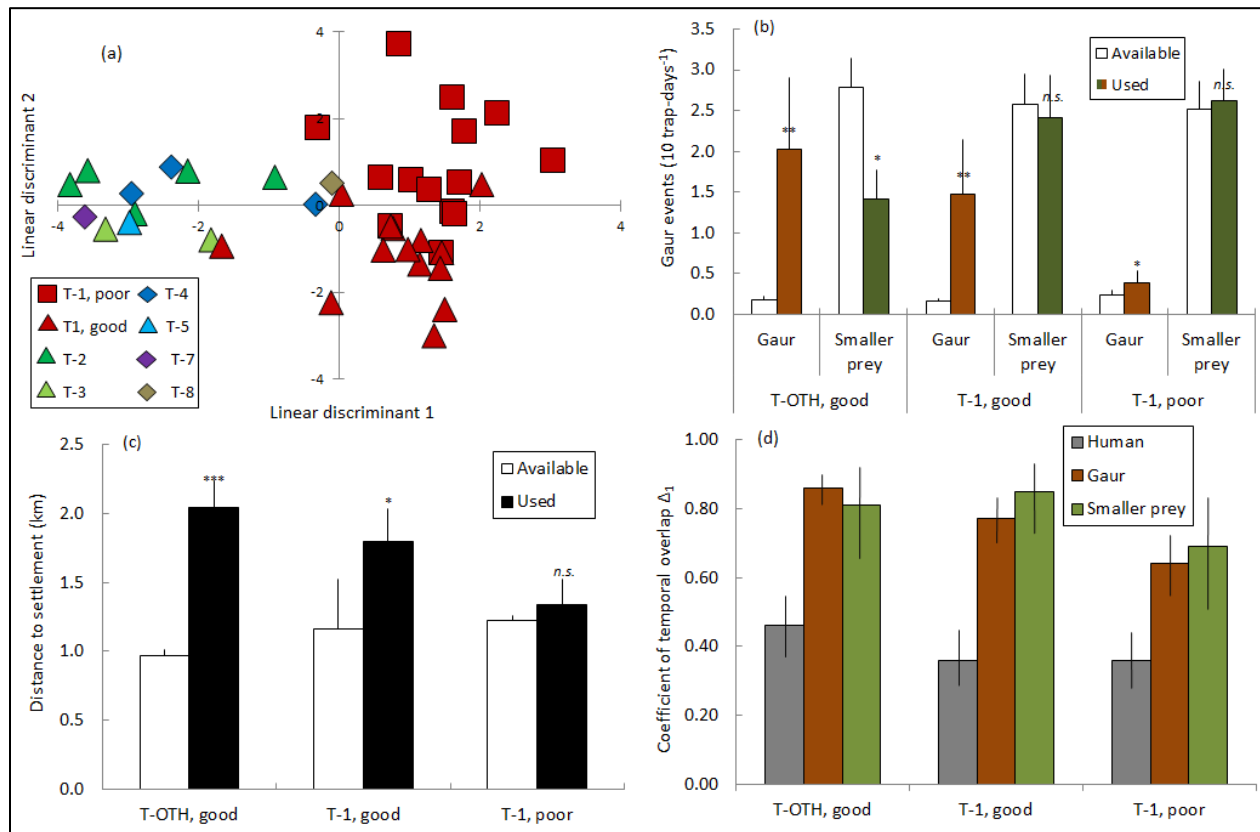 (a)
Linear discriminant 2
4
2
0
-4 -2 0 2 4
-2
-4
Linear discriminant 1
T-1, poor T-4
T1, good T-5
T-2 T-7
T-3 T-8
(b)
Gaur events (10 trap-days-1)
3.5
3.0
2.5
2.0
1.5
1.0
0.5
0.0
Available
Used
** * ** n.s. * n.s.
Gaur Smaller prey Gaur Smaller prey Gaur Smaller prey
T-OTH, good T-1, good T-1, poor
(c)
Distance to settlement (km)
2.5
2.0
1.5
1.0
0.5
0.0
Available
Used
*** * n.s.
T-OTH, good T-1, good T-1, poor
(d)
Coefficient of temporal overlap Δ1
1.00
0.80
0.60
0.40
0.20
0.00
Human
Gaur
Smaller prey
T-OTH, good T-1, good T-1, poor